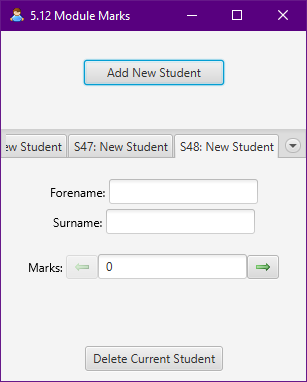 5.12 Module Marks
Add New Student
ew Student S47: New Student S48: New Student
Forename:
Surname:
Marks: 0
Delete Current Student